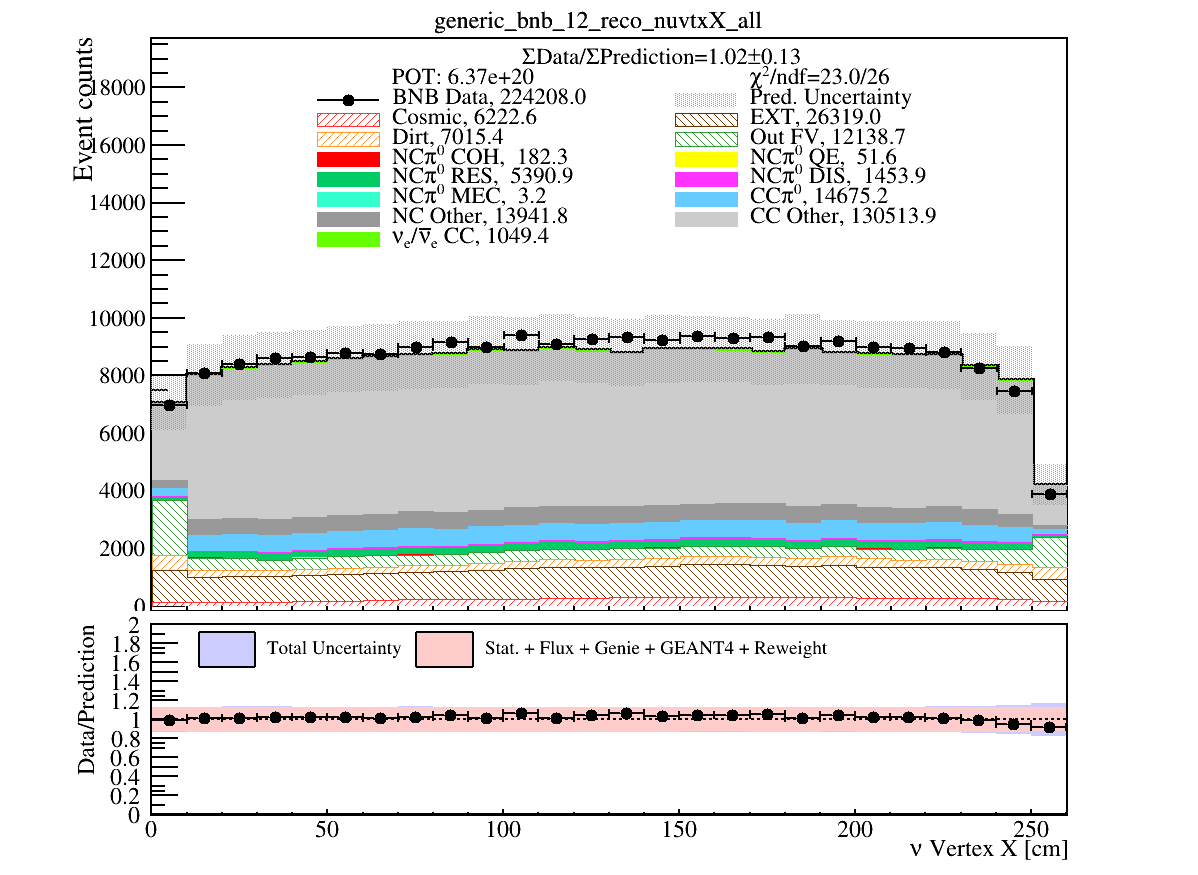 generic_bnb_12_reco_nuvtxX_all
ΣData/ΣPrediction=1.02±0.13
POT: 6.37e+20
χ²/ndf=23.0/26
BNB Data, 224208.0
Pred. Uncertainty
Cosmic, 6222.6
EXT, 26319.0
Dirt, 7015.4
Out FV, 12138.7
NCπ⁰ COH, 182.3
NCπ⁰ QE, 51.6
NCπ⁰ RES, 5390.9
NCπ⁰ DIS, 1453.9
NCπ⁰ MEC, 3.2
CCπ⁰, 14675.2
NC Other, 13941.8
CC Other, 130513.9
νₑ/ν̅ₑ CC, 1049.4
Event counts
18000
16000
14000
12000
10000
8000
6000
4000
2000
0
Data/Prediction
Total Uncertainty
Stat. + Flux + Genie + GEANT4 + Reweight
2
1.8
1.6
1.4
1.2
1
0.8
0.6
0.4
0.2
0
0 50 100 150 200 250
ν Vertex X [cm]